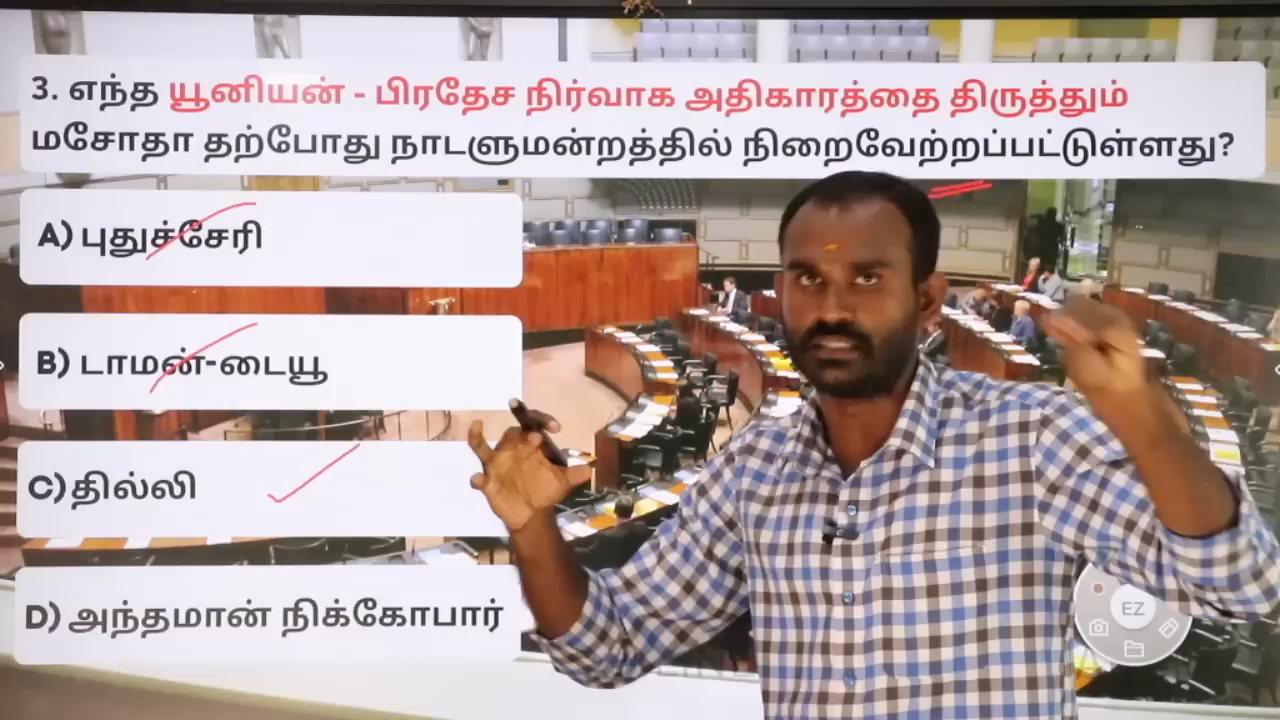 3. எந்த யூனியன் - பிரதேச நிர்வாக அதிகாரத்தை திருத்தும்
மசோதா தற்போது நாடளுமன்றத்தில் நிறைவேற்றப்பட்டுள்ளது?
A) புதுச்சேரி
B) டாமன்-டையூ
C) தில்லி
D) அந்தமான் நிக்கோபார்
EZ